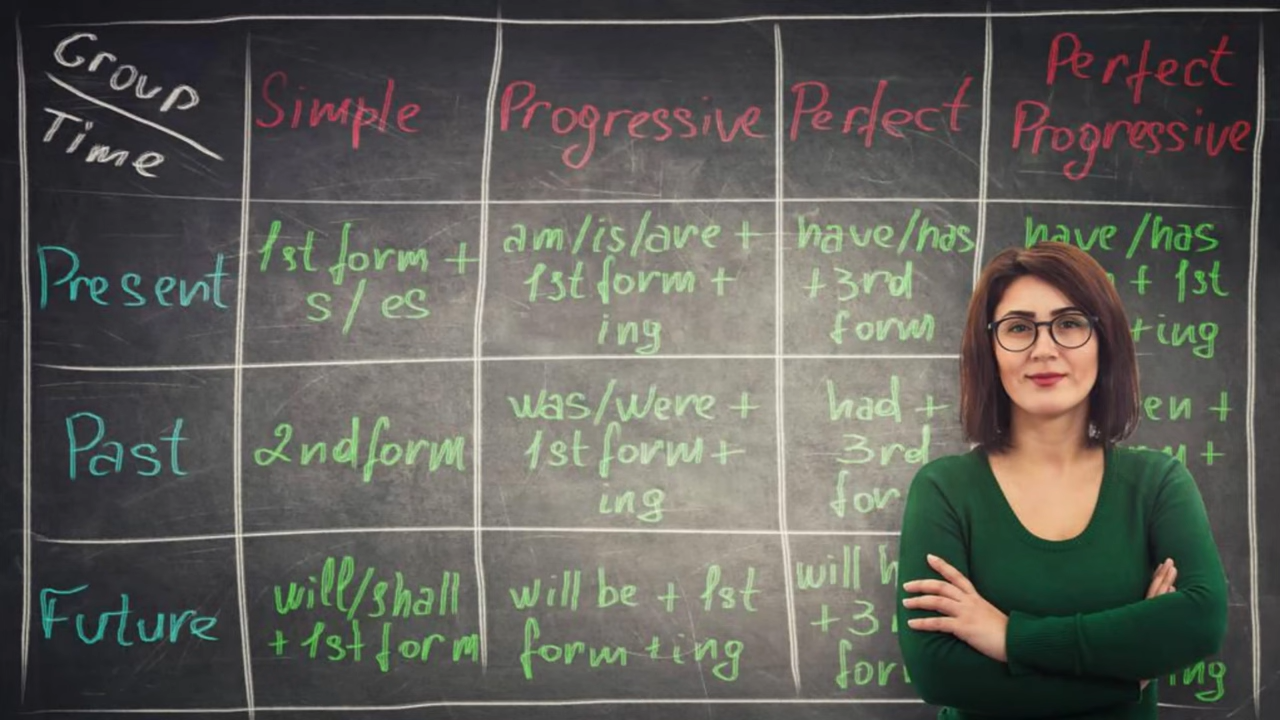 Group
Time
Simple
Progressive
Perfect
Perfect
Progressive
Present
1st form +
s/es
am/is/are +
1st form +
ing
have/has
+3rd
form
have/has
+ 1st
+ing
Past
2nd form
was/were +
1st form +
ing
had +
3rd
+
+
Future
will/shall
+1st form
will be + 1st
form +ing
will